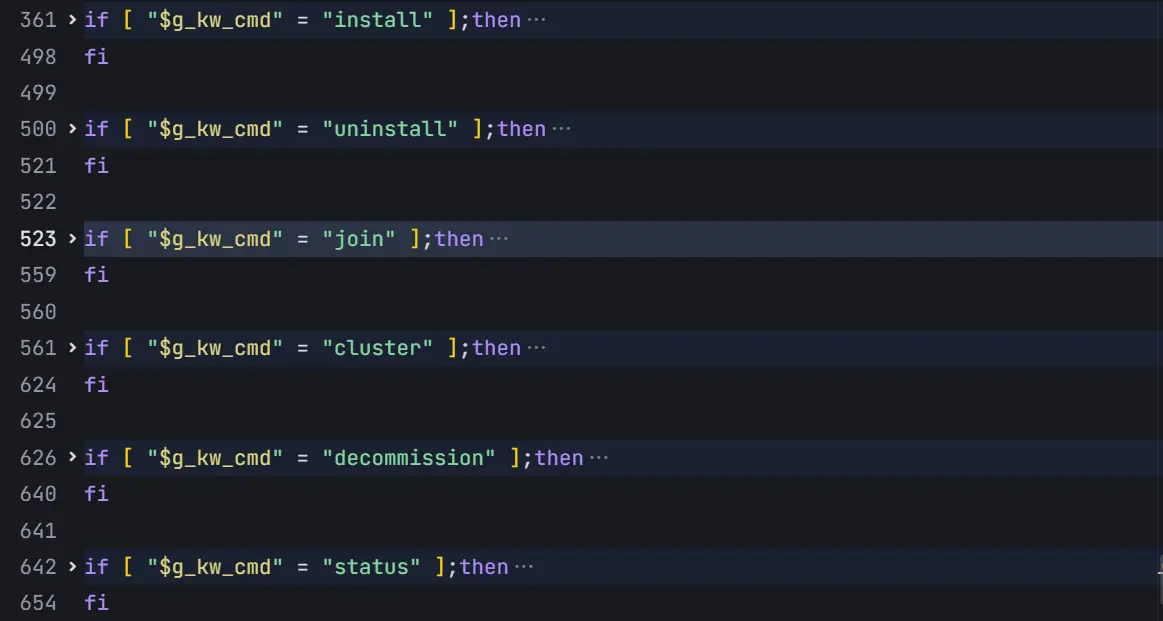 361 > if [ "$g_kw_cmd" = "install" ];then ···
498 fi
499
500 > if [ "$g_kw_cmd" = "uninstall" ];then ···
521 fi
522
523 > if [ "$g_kw_cmd" = "join" ];then ···
559 fi
560
561 > if [ "$g_kw_cmd" = "cluster" ];then ···
624 fi
625
626 > if [ "$g_kw_cmd" = "decommission" ];then ···
640 fi
641
642 > if [ "$g_kw_cmd" = "status" ];then ···
654 fi